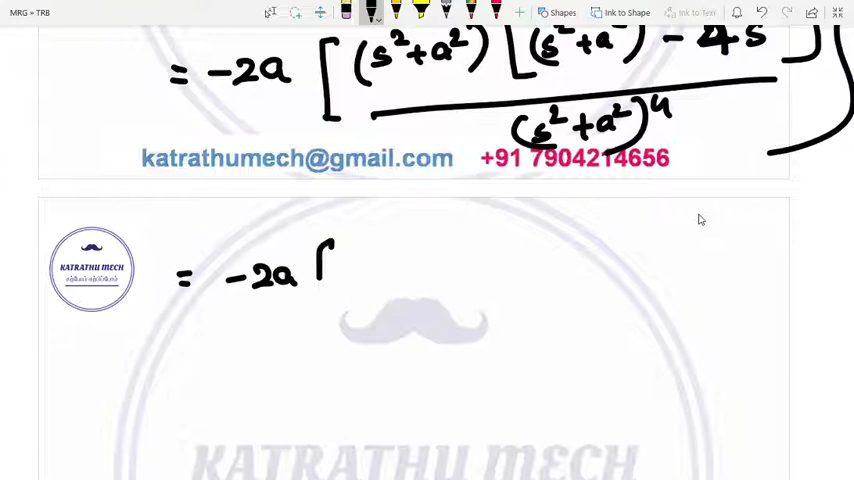 MRG » TRB
Shapes
Ink to Shape
Ink to Text
= -2a [ (s²+a²) [(s²+a²) - 4s
(s²+a²)⁴
katrathumech@gmail.com +91 7904214656
KATRATHU MECH
= -2a [
KATRATHU MECH